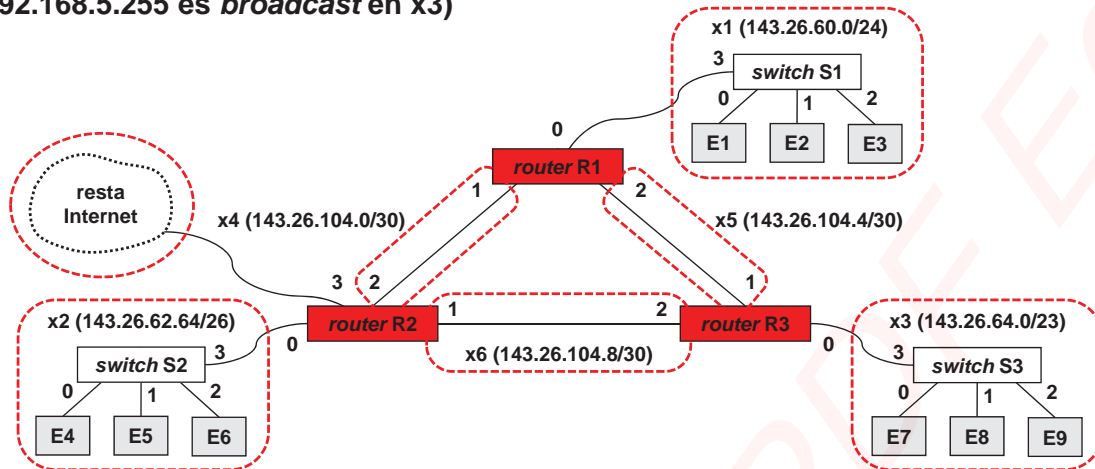 92.168.5.255 es broadcast en x3)
x1 (143.26.60.0/24)
3
switch S1
0
1
2
E1
E2
E3
0
router R1
1
2
resta
Internet
x4 (143.26.104.0/30)
x5 (143.26.104.4/30)
3
2
1
x2 (143.26.62.64/26)
router R2
1
2
router R3
x3 (143.26.64.0/23)
0
x6 (143.26.104.8/30)
0
3
switch S2
3
switch S3
0
1
2
0
1
2
E4
E5
E6
E7
E8
E9